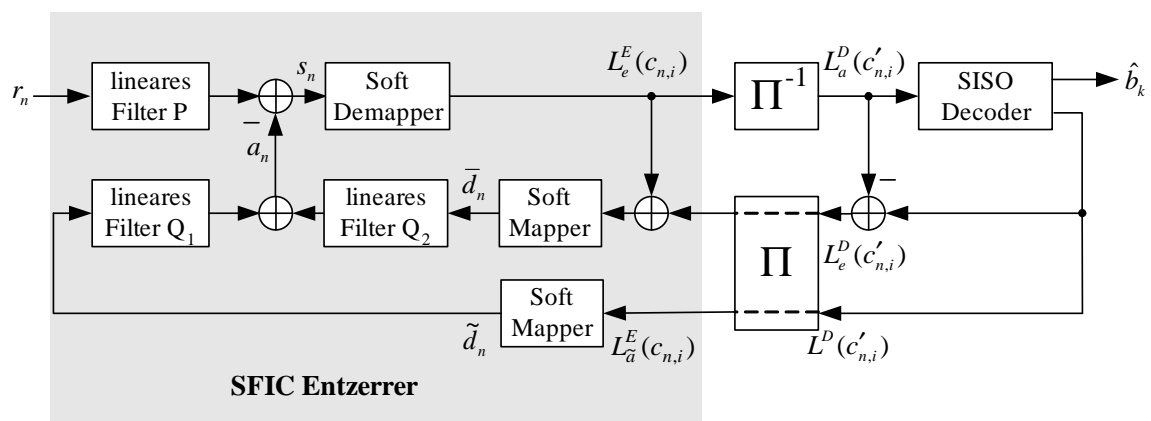 r_n
lineares
Filter P
−
s_n
Soft
Demapper
L_e^E(c_{n,i})
Π^{-1}
L_a^D(c′_{n,i})
SISO
Decoder
b̂_k
a_n
lineares
Filter Q_1
lineares
Filter Q_2
d̄_n
Soft
Mapper
Π
−
L_e^D(c′_{n,i})
d̃_n
Soft
Mapper
L_ã^E(c_{n,i})
L^D(c′_{n,i})
SFIC Entzerrer